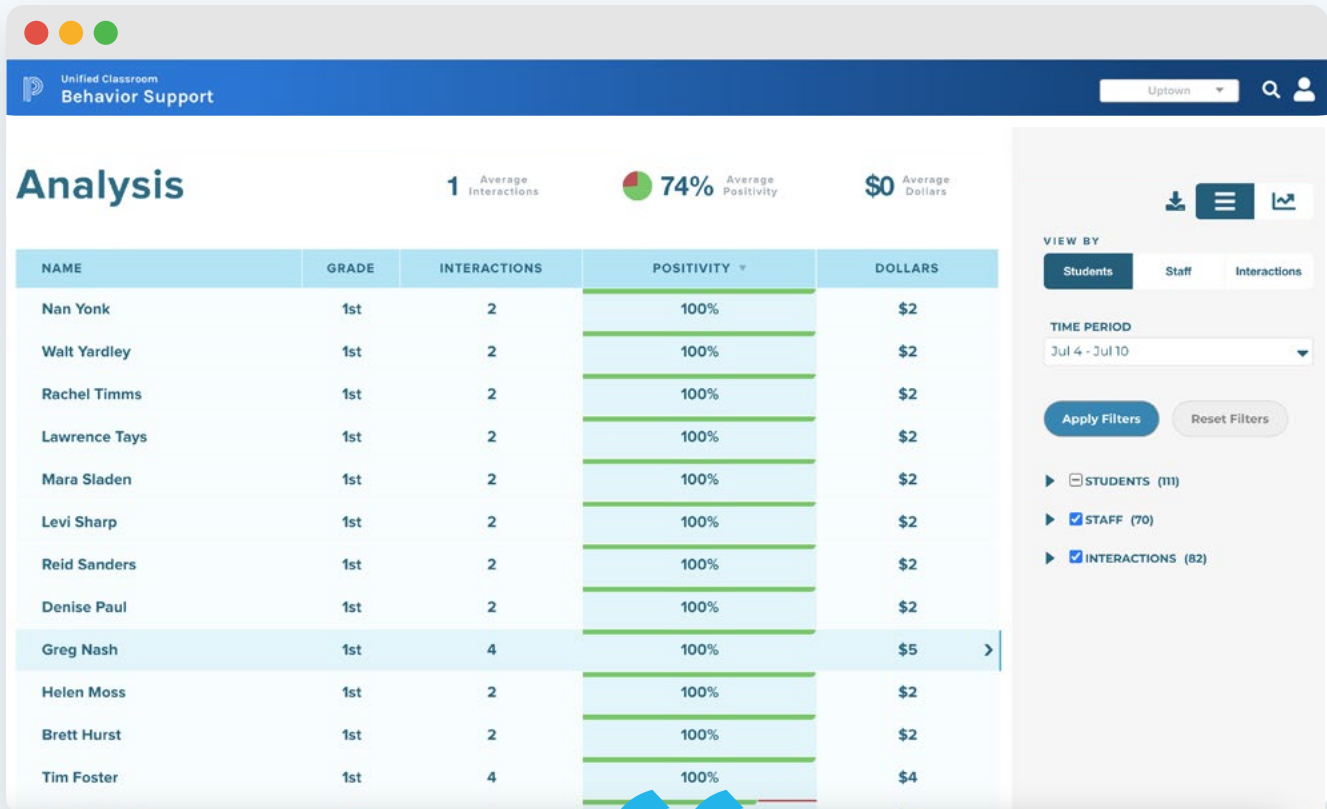 Unified Classroom
Behavior Support
Uptown
Analysis
1 Average Interactions
74% Average Positivity
$0 Average Dollars
NAME GRADE INTERACTIONS POSITIVITY DOLLARS
Nan Yonk 1st 2 100% $2
Walt Yardley 1st 2 100% $2
Rachel Timms 1st 2 100% $2
Lawrence Tays 1st 2 100% $2
Mara Sladen 1st 2 100% $2
Levi Sharp 1st 2 100% $2
Reid Sanders 1st 2 100% $2
Denise Paul 1st 2 100% $2
Greg Nash 1st 4 100% $5
Helen Moss 1st 2 100% $2
Brett Hurst 1st 2 100% $2
Tim Foster 1st 4 100% $4
VIEW BY
Students Staff Interactions
TIME PERIOD
Jul 4 - Jul 10
Apply Filters Reset Filters
STUDENTS (111)
STAFF (70)
INTERACTIONS (82)